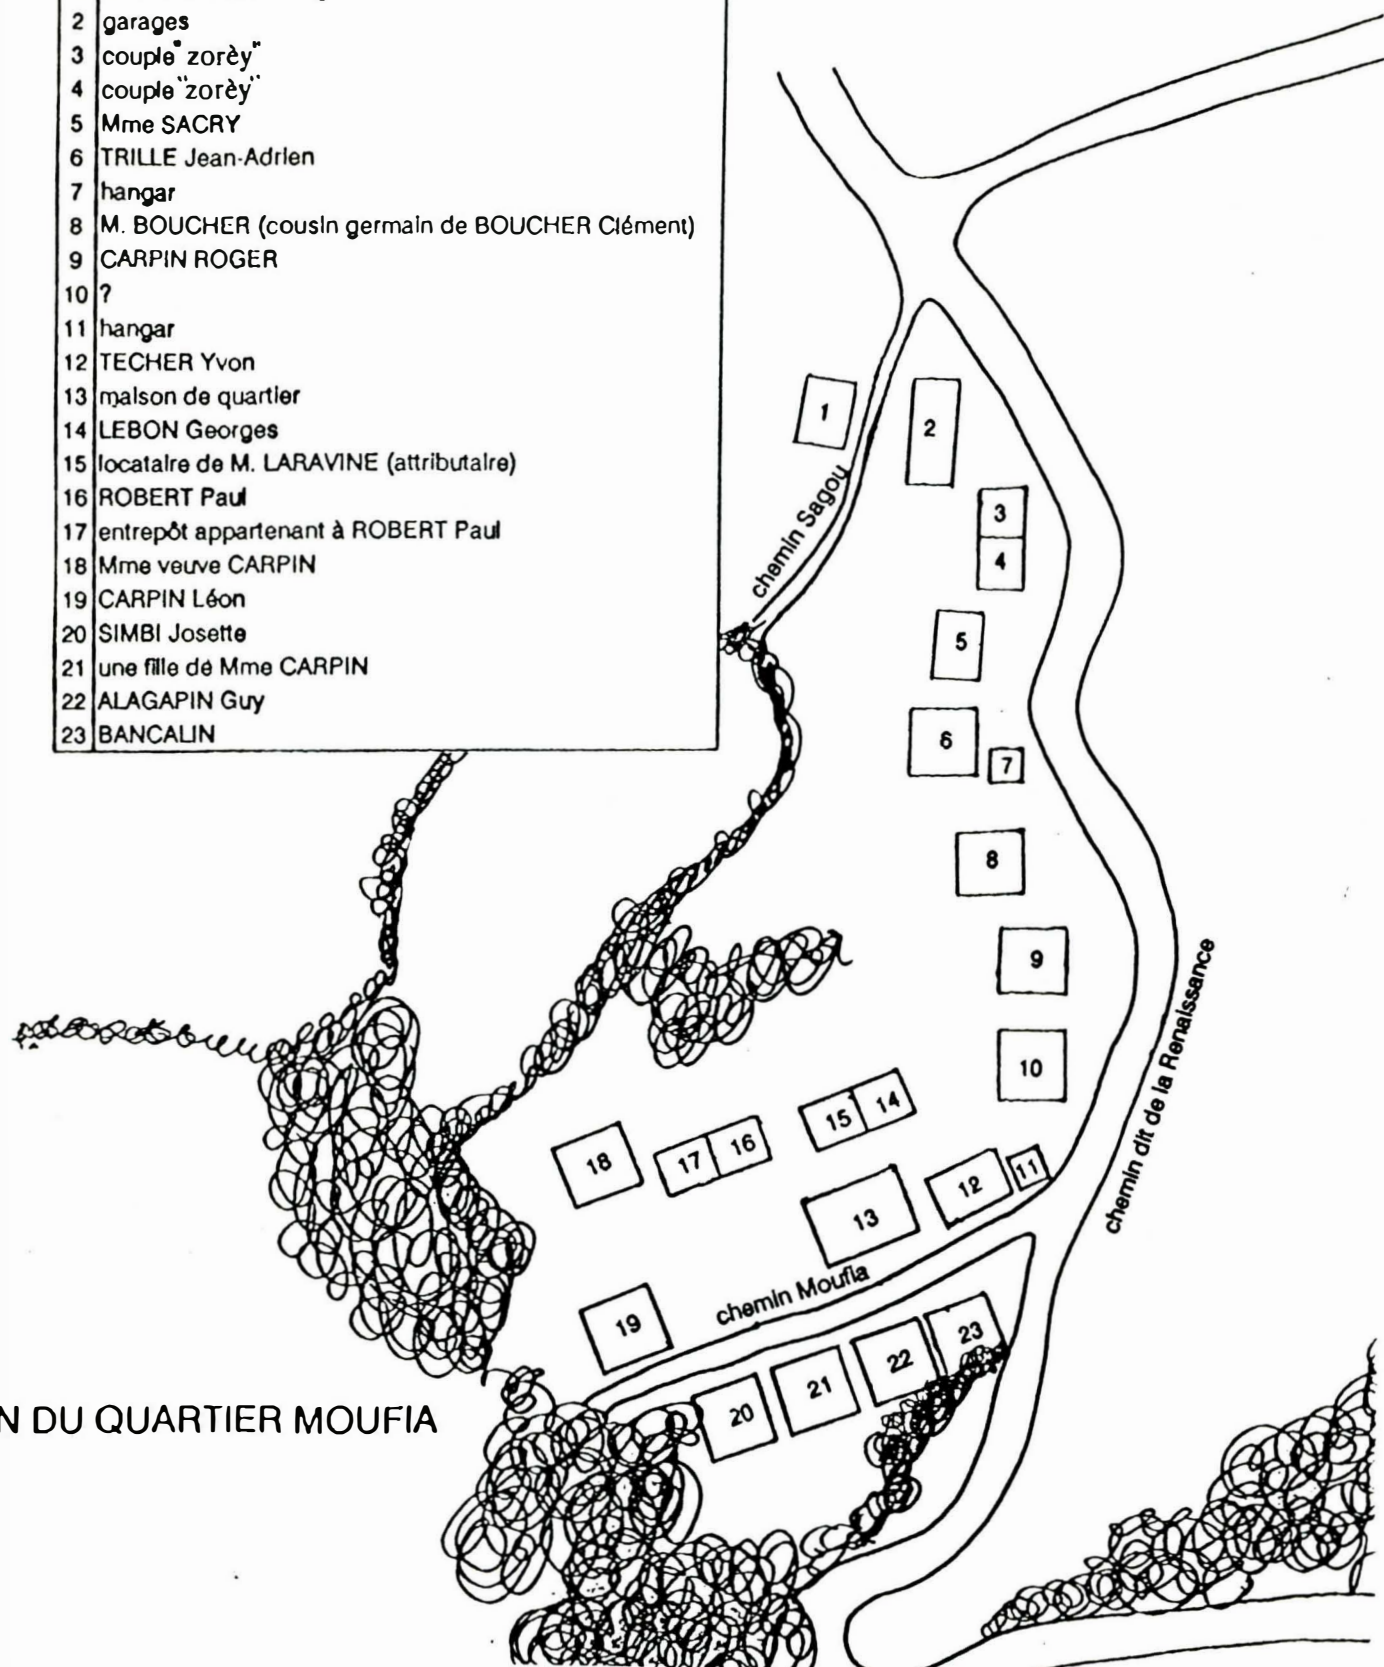 2 garages
3 couple "zorèy"
4 couple "zorèy"
5 Mme SACRY
6 TRILLE Jean-Adrien
7 hangar
8 M. BOUCHER (cousin germain de BOUCHER Clément)
9 CARPIN ROGER
10 ?
11 hangar
12 TECHER Yvon
13 maison de quartier
14 LEBON Georges
15 locataire de M. LARAVINE (attributaire)
16 ROBERT Paul
17 entrepôt appartenant à ROBERT Paul
18 Mme veuve CARPIN
19 CARPIN Léon
20 SIMBI Josette
21 une fille de Mme CARPIN
22 ALAGAPIN Guy
23 BANCALIN
1
2
chemin Sagou
3
4
5
6
7
8
9
10
chemin dit de la Renaissance
14
15
16
17
18
11
12
13
chemin Moufia
19
23
22
21
20
N DU QUARTIER MOUFIA